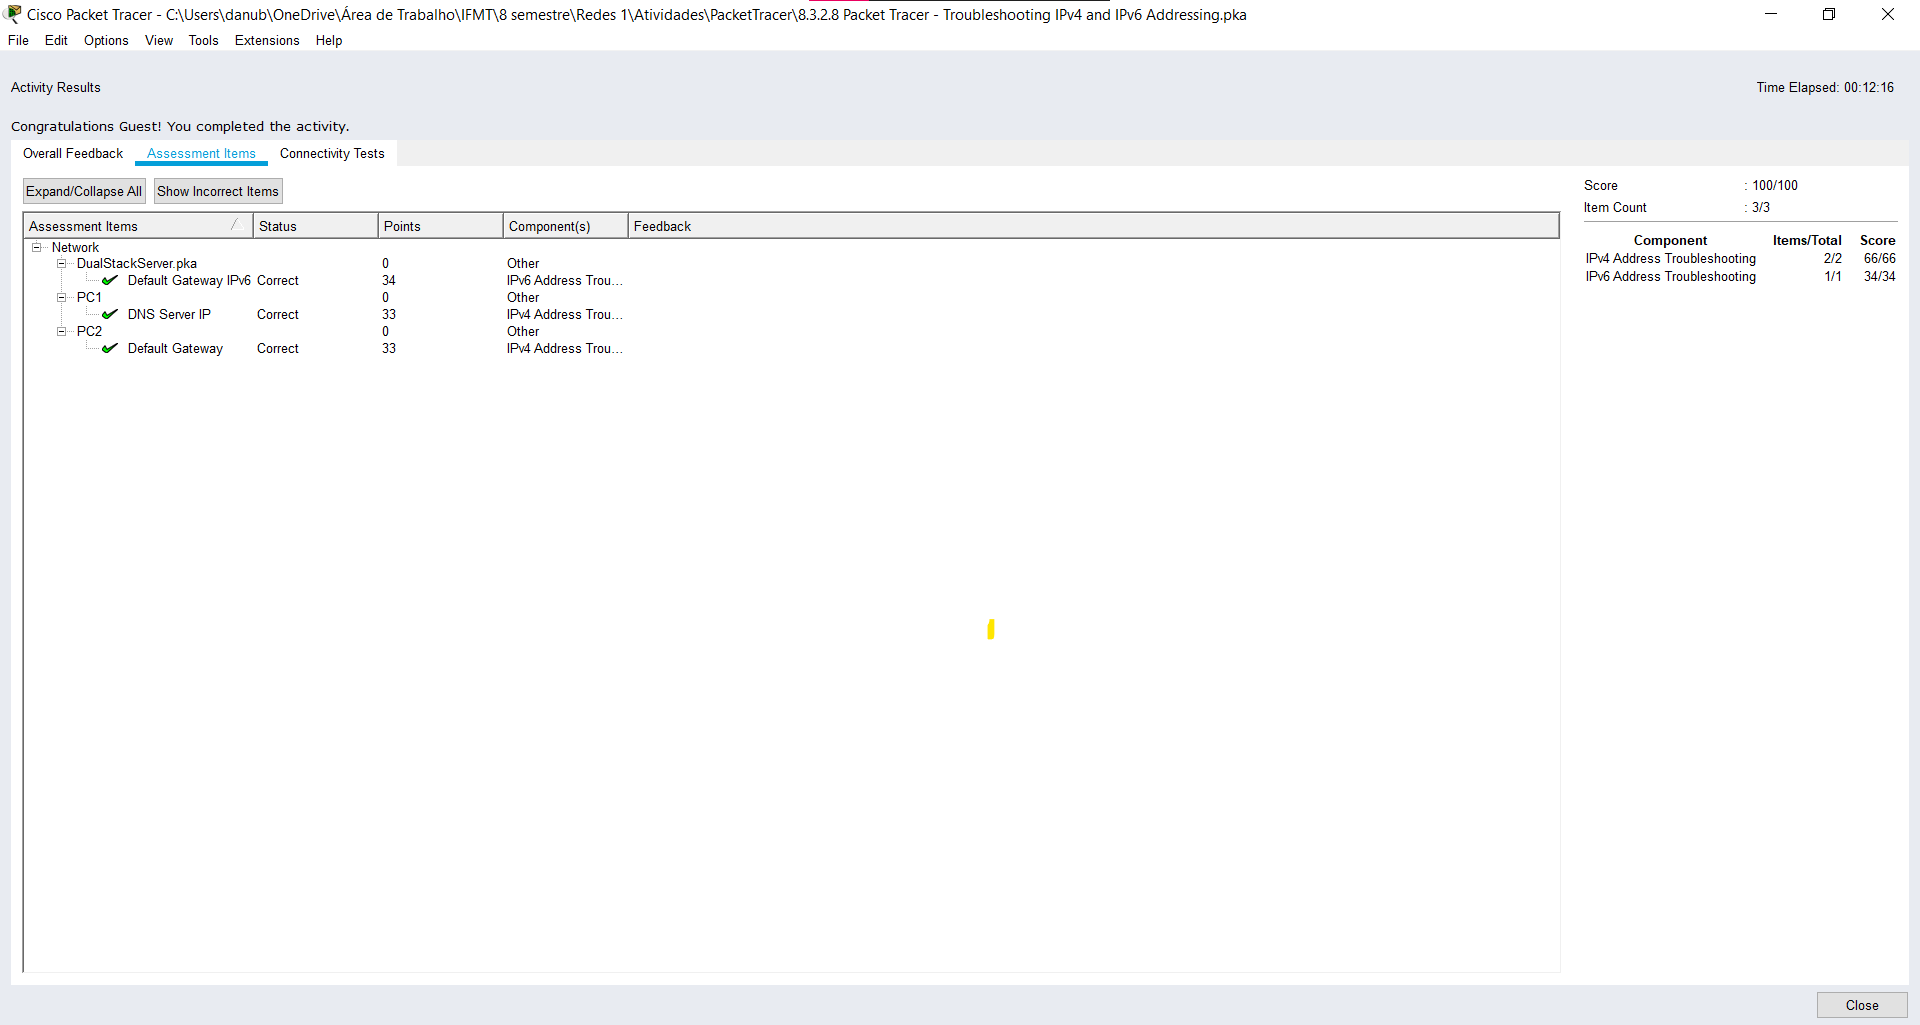 Cisco Packet Tracer - C:\Users\danub\OneDrive\Área de Trabalho\IFMT\8 semestre\Redes 1\Atividades\PacketTracer\8.3.2.8 Packet Tracer - Troubleshooting IPv4 and IPv6 Addressing.pka
File Edit Options View Tools Extensions Help
Activity Results Time Elapsed: 00:12:16
Congratulations Guest! You completed the activity.
Overall Feedback Assessment Items Connectivity Tests
Expand/Collapse All Show Incorrect Items
Assessment Items Status Points Component(s) Feedback
Network
DualStackServer.pka 0 Other
Default Gateway IPv6 Correct 34 IPv6 Address Trou...
PC1 0 Other
DNS Server IP Correct 33 IPv4 Address Trou...
PC2 0 Other
Default Gateway Correct 33 IPv4 Address Trou...
Score : 100/100
Item Count : 3/3
Component Items/Total Score
IPv4 Address Troubleshooting 2/2 66/66
IPv6 Address Troubleshooting 1/1 34/34
Close